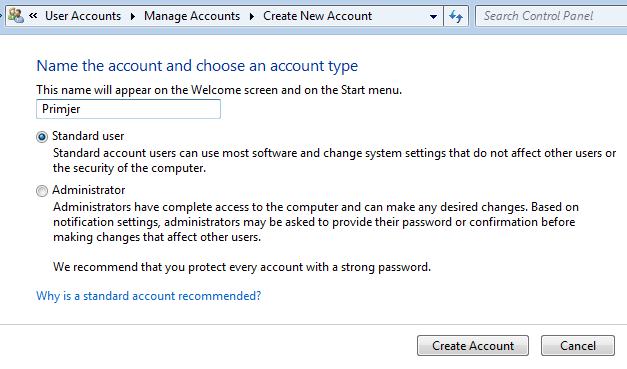 « User Accounts Manage Accounts Create New Account Search Control Panel
Name the account and choose an account type
This name will appear on the Welcome screen and on the Start menu.
Primjer
Standard user
Standard account users can use most software and change system settings that do not affect other users or
the security of the computer.
Administrator
Administrators have complete access to the computer and can make any desired changes. Based on
notification settings, administrators may be asked to provide their password or confirmation before
making changes that affect other users.
We recommend that you protect every account with a strong password.
Why is a standard account recommended?
Create Account Cancel